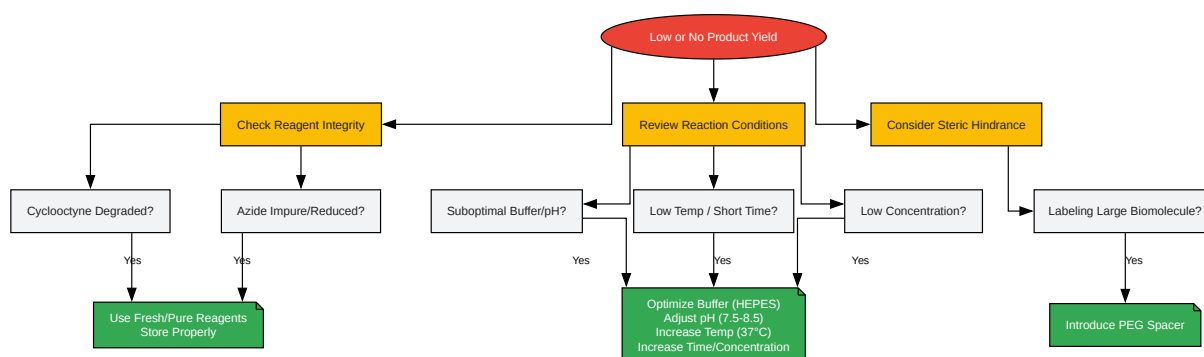 Low or No Product Yield
Check Reagent Integrity
Review Reaction Conditions
Consider Steric Hindrance
Cyclooctyne Degraded?
Azide Impure/Reduced?
Suboptimal Buffer/pH?
Low Temp / Short Time?
Low Concentration?
Labeling Large Biomolecule?
Yes
Yes
Yes
Yes
Yes
Yes
Use Fresh/Pure Reagents
Store Properly
Optimize Buffer (HEPES)
Adjust pH (7.5-8.5)
Increase Temp (37°C)
Increase Time/Concentration
Introduce PEG Spacer